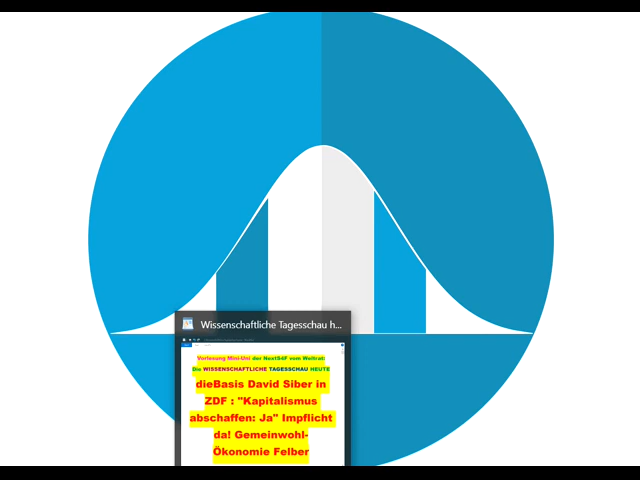 Wissenschaftliche Tagesschau h...
Vorlesung Mini-Uni der NextS4F vom Weltrat:
Die WISSENSCHAFTLICHE TAGESSCHAU HEUTE
dieBasis David Siber in
ZDF : "Kapitalismus
abschaffen: Ja" Impflicht
da! Gemeinwohl-
Ökonomie Felber